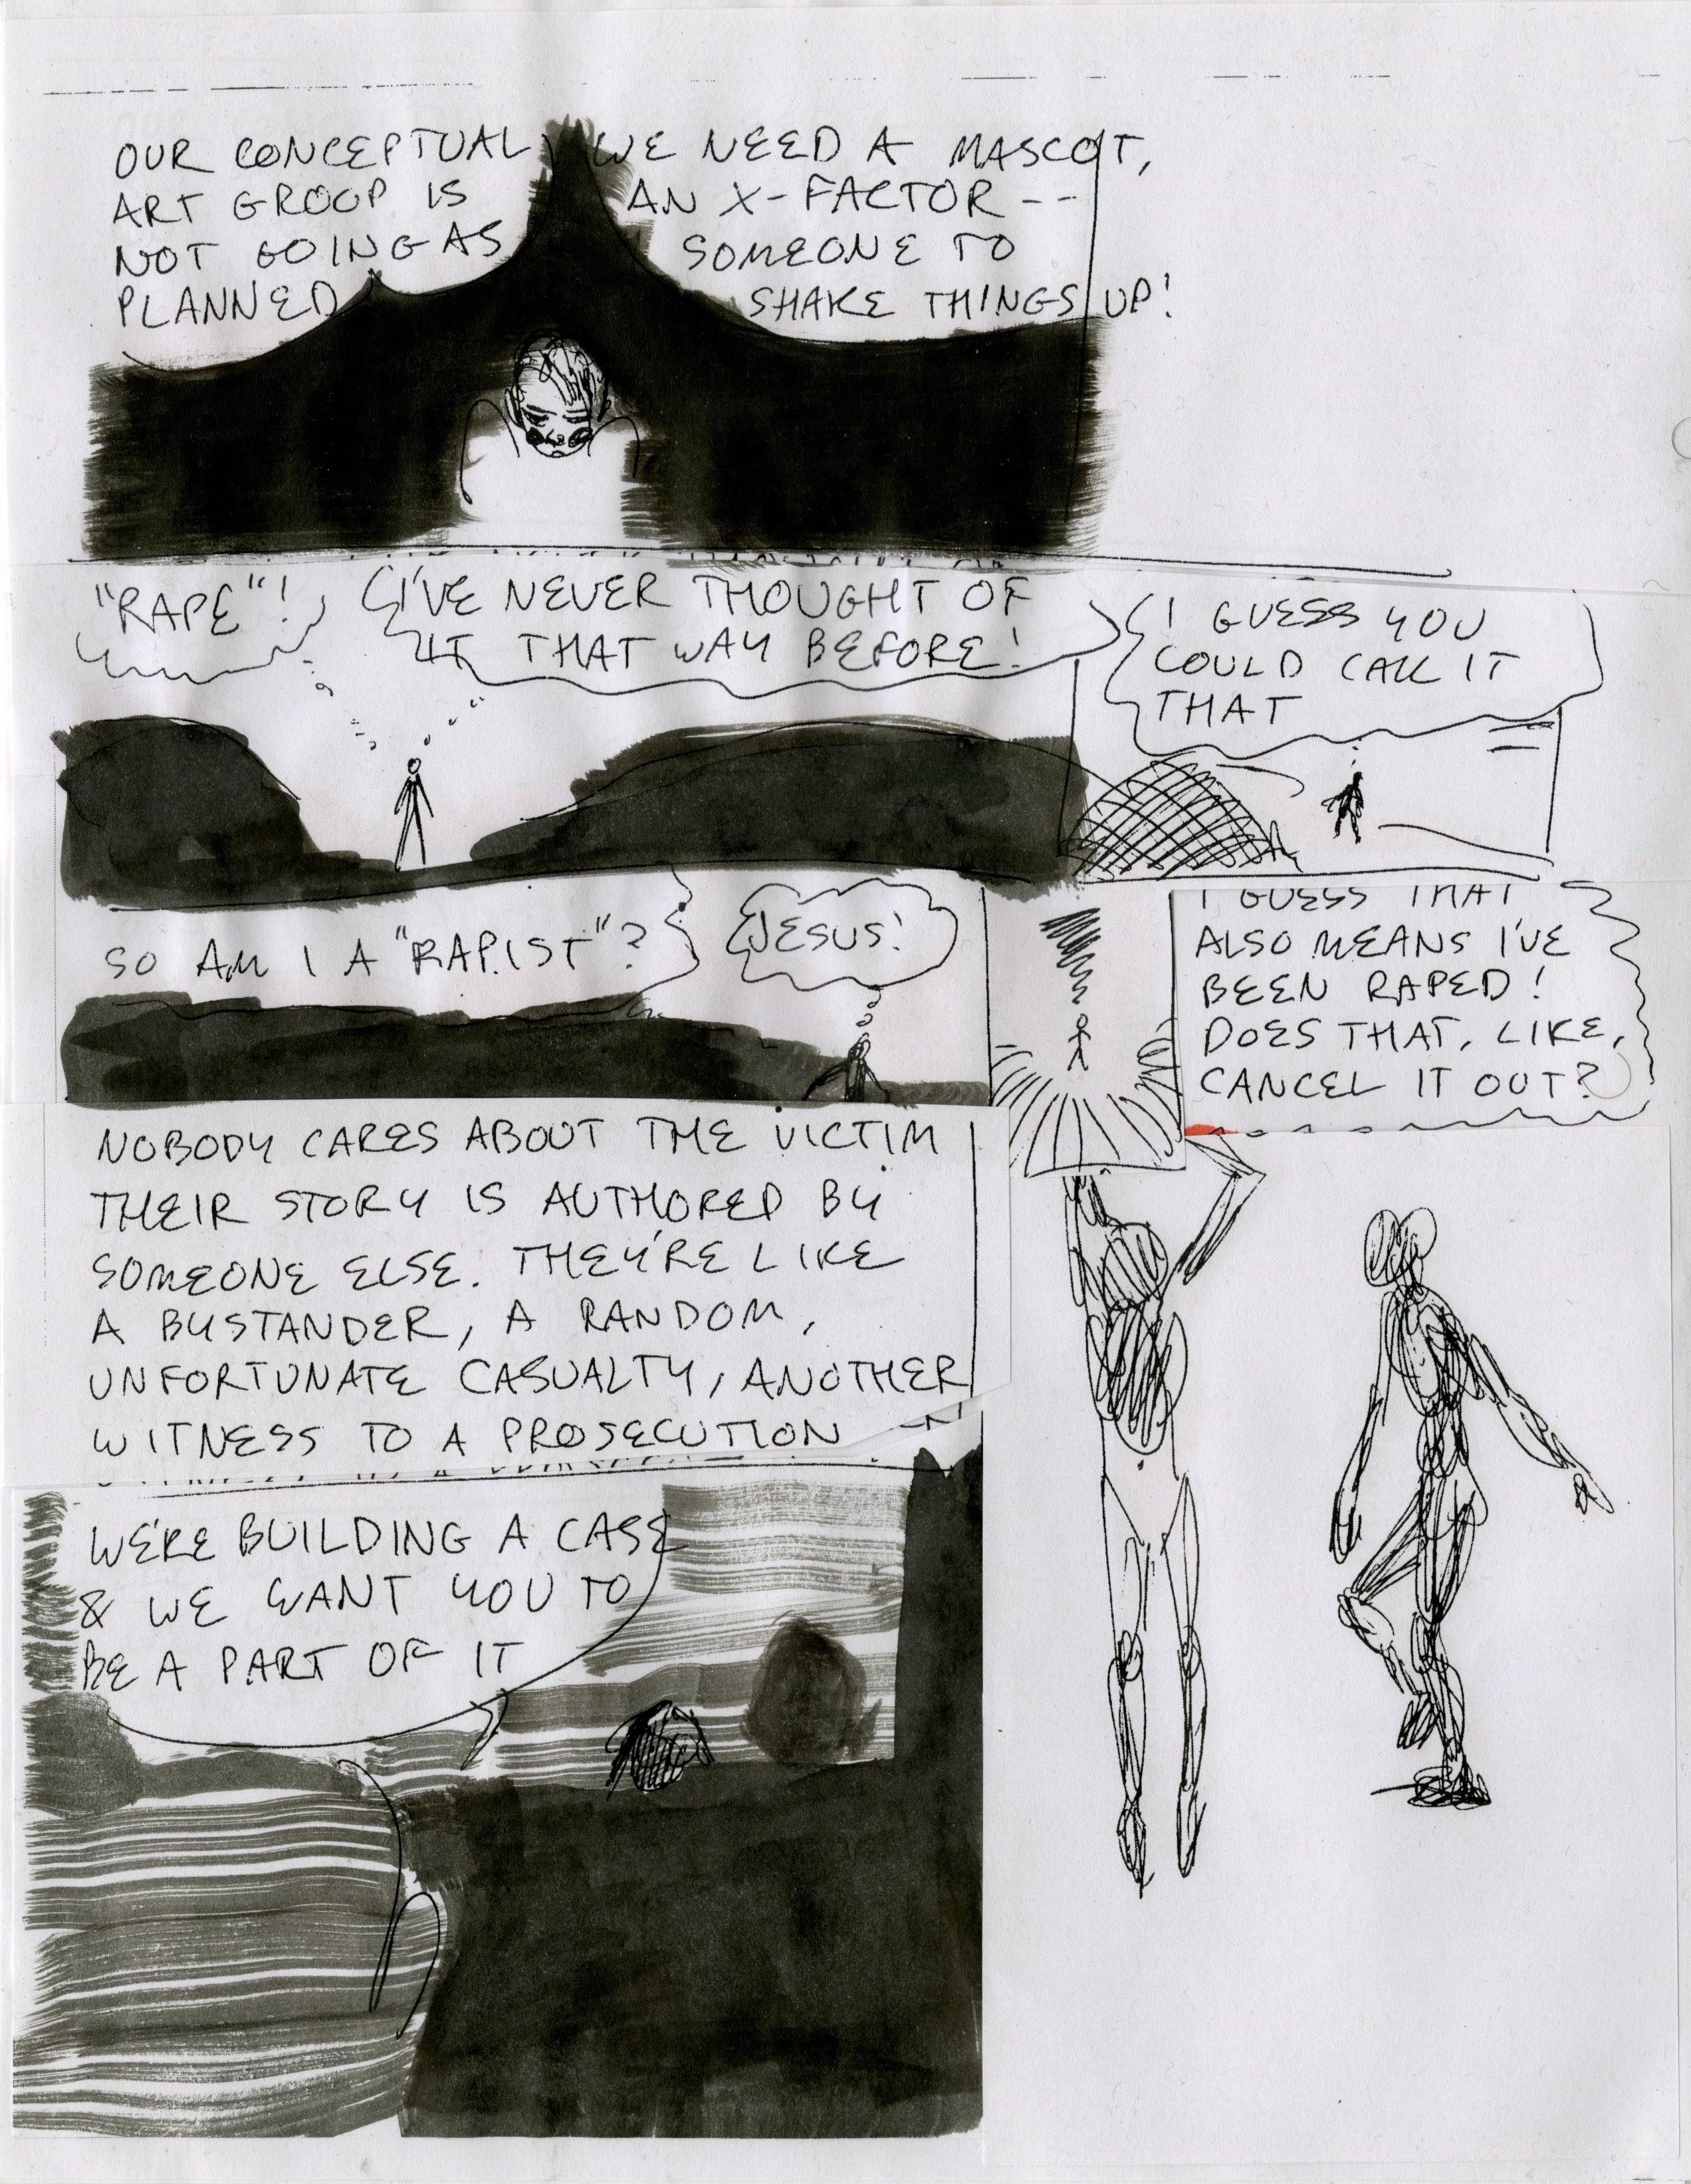 OUR CONCEPTUAL
ART GROUP IS
NOT GOING AS
PLANNED
WE NEED A MASCOT,
AN X-FACTOR--
SOMEONE TO
SHAKE THINGS UP!
"RAPE"!
I'VE NEVER THOUGHT OF
IT THAT WAY BEFORE!
I GUESS YOU
COULD CALL IT
THAT
SO AM I A "RAPIST"?
JESUS!
I GUESS THAT
ALSO MEANS I'VE
BEEN RAPED!
DOES THAT, LIKE,
CANCEL IT OUT?
NOBODY CARES ABOUT THE VICTIM
THEIR STORY IS AUTHORED BY
SOMEONE ELSE. THEY'RE LIKE
A BYSTANDER, A RANDOM,
UNFORTUNATE CASUALTY, ANOTHER
WITNESS TO A PROSECUTION
WE'RE BUILDING A CASE
& WE WANT YOU TO
BE A PART OF IT